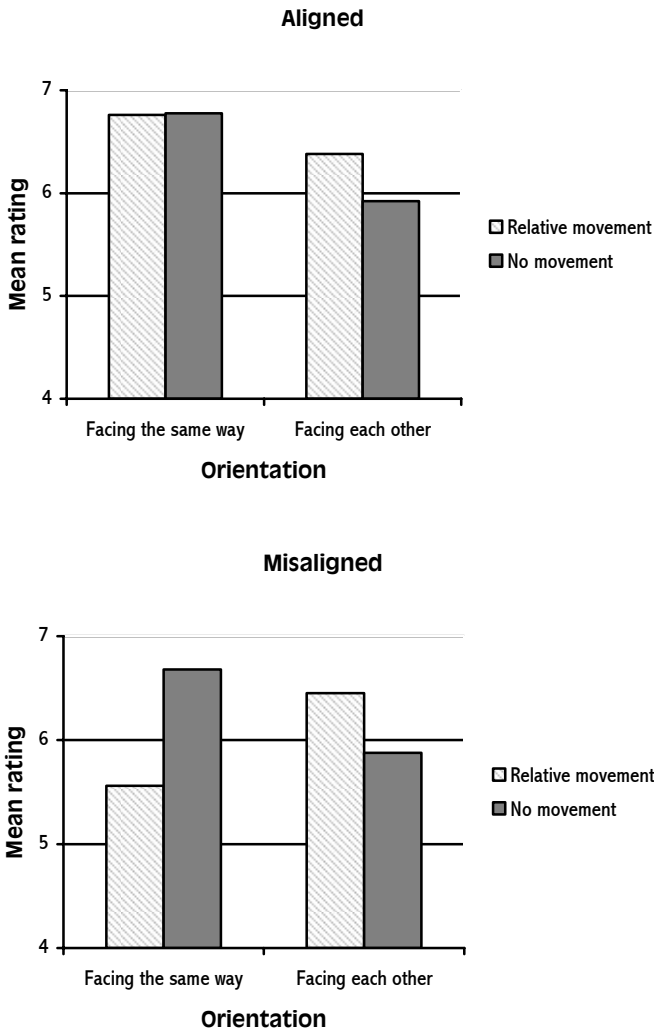 Aligned
7
6
5
4
Mean rating
Relative movement
No movement
Facing the same way Facing each other
Orientation
Misaligned
7
6
5
4
Mean rating
Relative movement
No movement
Facing the same way Facing each other
Orientation